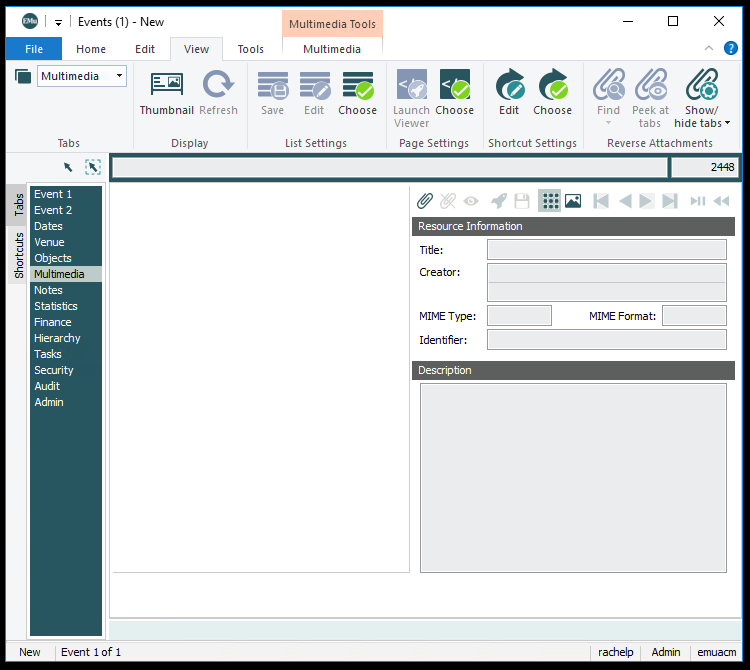 EMu Events (1) - New
Multimedia Tools
File Home Edit View Tools Multimedia
Multimedia
Thumbnail Refresh
Save Edit Choose
Launch Viewer Choose
Edit Choose
Find Peek at tabs Show/ hide tabs
Tabs Display List Settings Page Settings Shortcut Settings Reverse Attachments
2448
Tabs
Shortcuts
Event 1
Event 2
Dates
Venue
Objects
Multimedia
Notes
Statistics
Finance
Hierarchy
Tasks
Security
Audit
Admin
Resource Information
Title:
Creator:
MIME Type: MIME Format:
Identifier:
Description
New Event 1 of 1 rachelp Admin emuacm